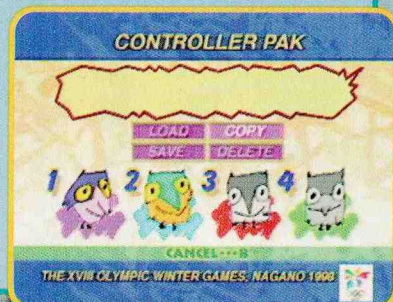 CONTROLLER PAK
LOAD COPY
SAVE DELETE
1 2 3 4
CANCEL•••B
THE XVIII OLYMPIC WINTER GAMES, NAGANO 1998